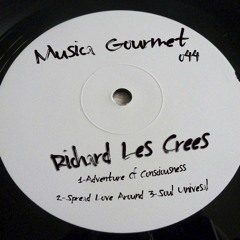 Musica Gourmet
044
Richard Les Crees
1-Adventure of Consciousness
2-Spread Love Around 3-Soul Universal